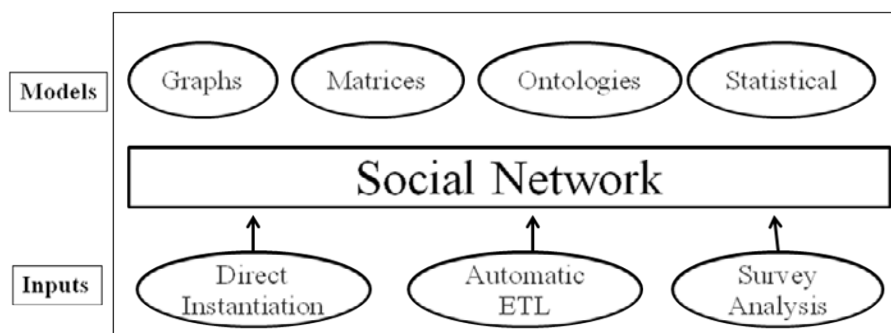 Models
Graphs
Matrices
Ontologies
Statistical
Social Network
Inputs
Direct
Instantiation
Automatic
ETL
Survey
Analysis